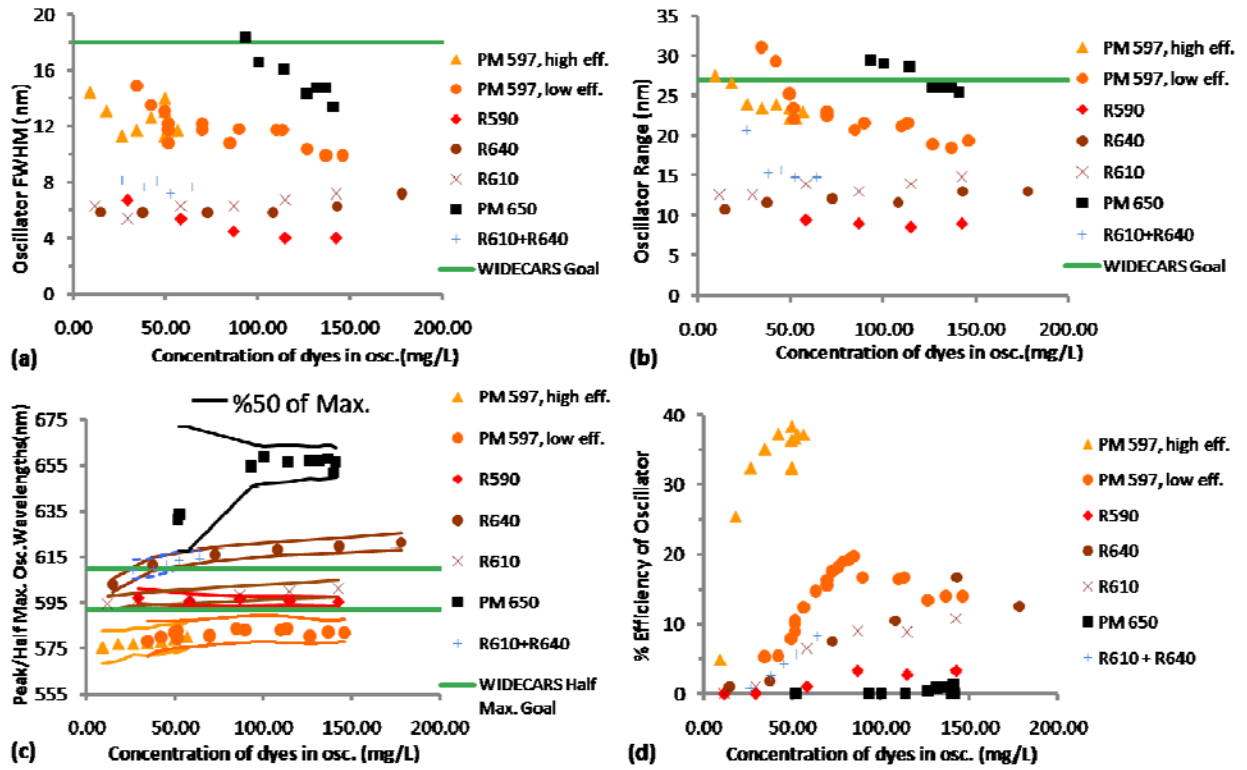 20
18
16
14
12
10
8
6
4
2
0
Oscillator FWHM (nm)
0.00 50.00 100.00 150.00 200.00
Concentration of dyes in osc.(mg/L)
(a)
PM 597, high eff.
PM 597, low eff.
R590
R640
R610
PM 650
R610+R640
WIDECARS Goal
35
30
25
20
15
10
5
0
Oscillator Range (nm)
0.00 50.00 100.00 150.00 200.00
Concentration of dyes in osc.(mg/L)
(b)
PM 597, high eff.
PM 597, low eff.
R590
R640
R610
PM 650
R610+R640
WIDECARS Goal
%50 of Max.
675
655
635
615
595
575
555
Peak/Half Max. Osc.Wavelengths(nm)
0.00 50.00 100.00 150.00 200.00
Concentration of dyes in osc. (mg/L)
(c)
PM 597, high eff.
PM 597, low eff.
R590
R640
R610
PM 650
R610+R640
WIDECARS Half
Max. Goal
40
30
20
10
0
% Efficiency of Oscillator
0.00 50.00 100.00 150.00 200.00
Concentration of dyes in osc. (mg/L)
(d)
PM 597, high eff.
PM 597, low eff.
R590
R640
R610
PM 650
R610 + R640